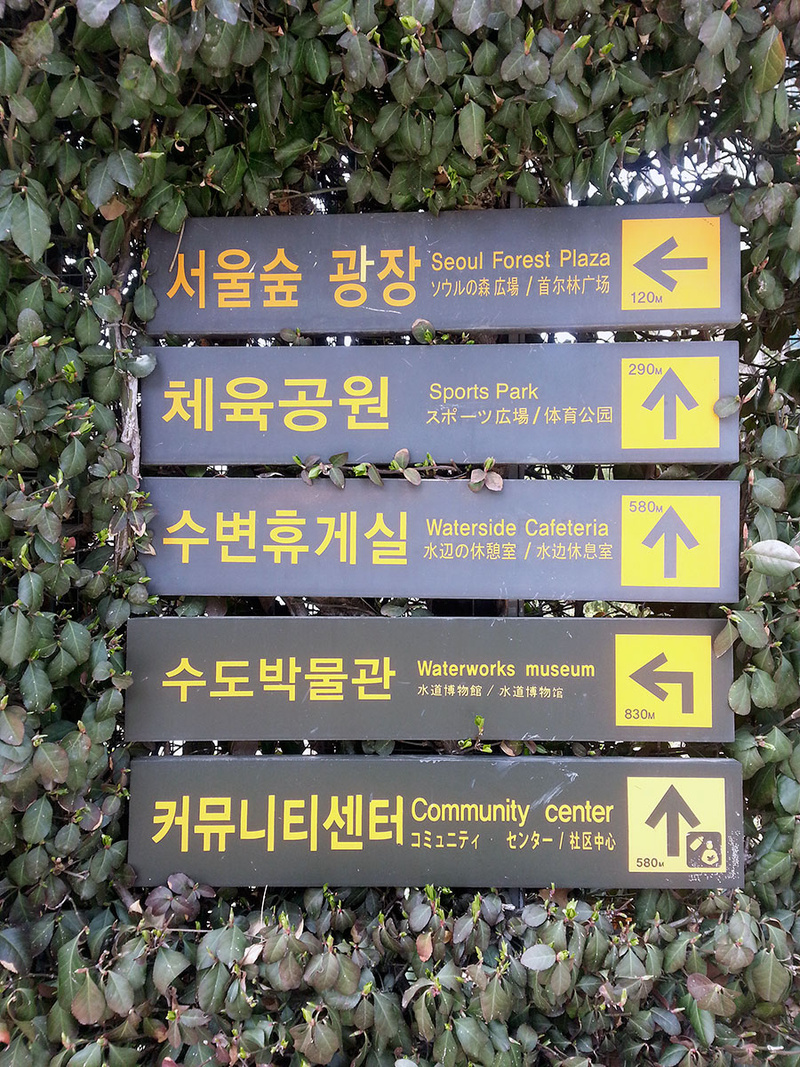 서울숲 광장
Seoul Forest Plaza
ソウルの森 広場 / 首尔林广场
120M
체육공원
Sports Park
スポーツ広場 / 体育公园
290M
수변휴게실
Waterside Cafeteria
水辺の休憩室 / 水边休息室
580M
수도박물관
Waterworks museum
水道博物館 / 水道博物馆
830M
커뮤니티센터
Community center
コミュニティ センター / 社区中心
580M